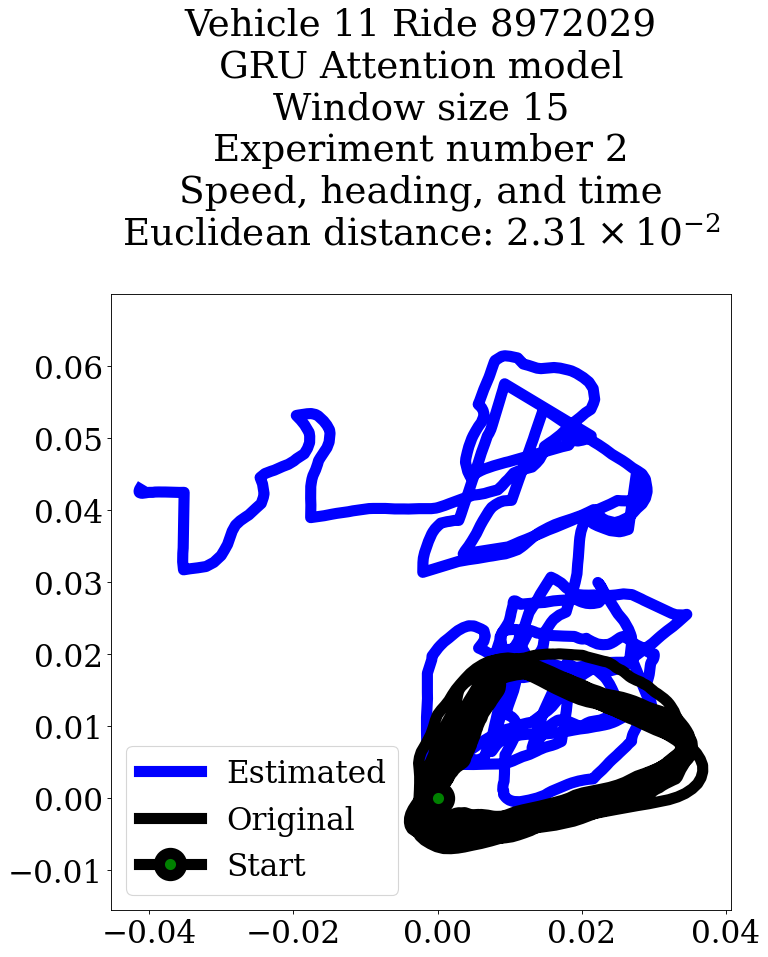 Vehicle 11 Ride 8972029
GRU Attention model
Window size 15
Experiment number 2
Speed, heading, and time
Euclidean distance: 2.31 × 10⁻²
0.06
0.05
0.04
0.03
0.02
0.01
0.00
−0.01
Estimated
Original
Start
−0.04 −0.02 0.00 0.02 0.04